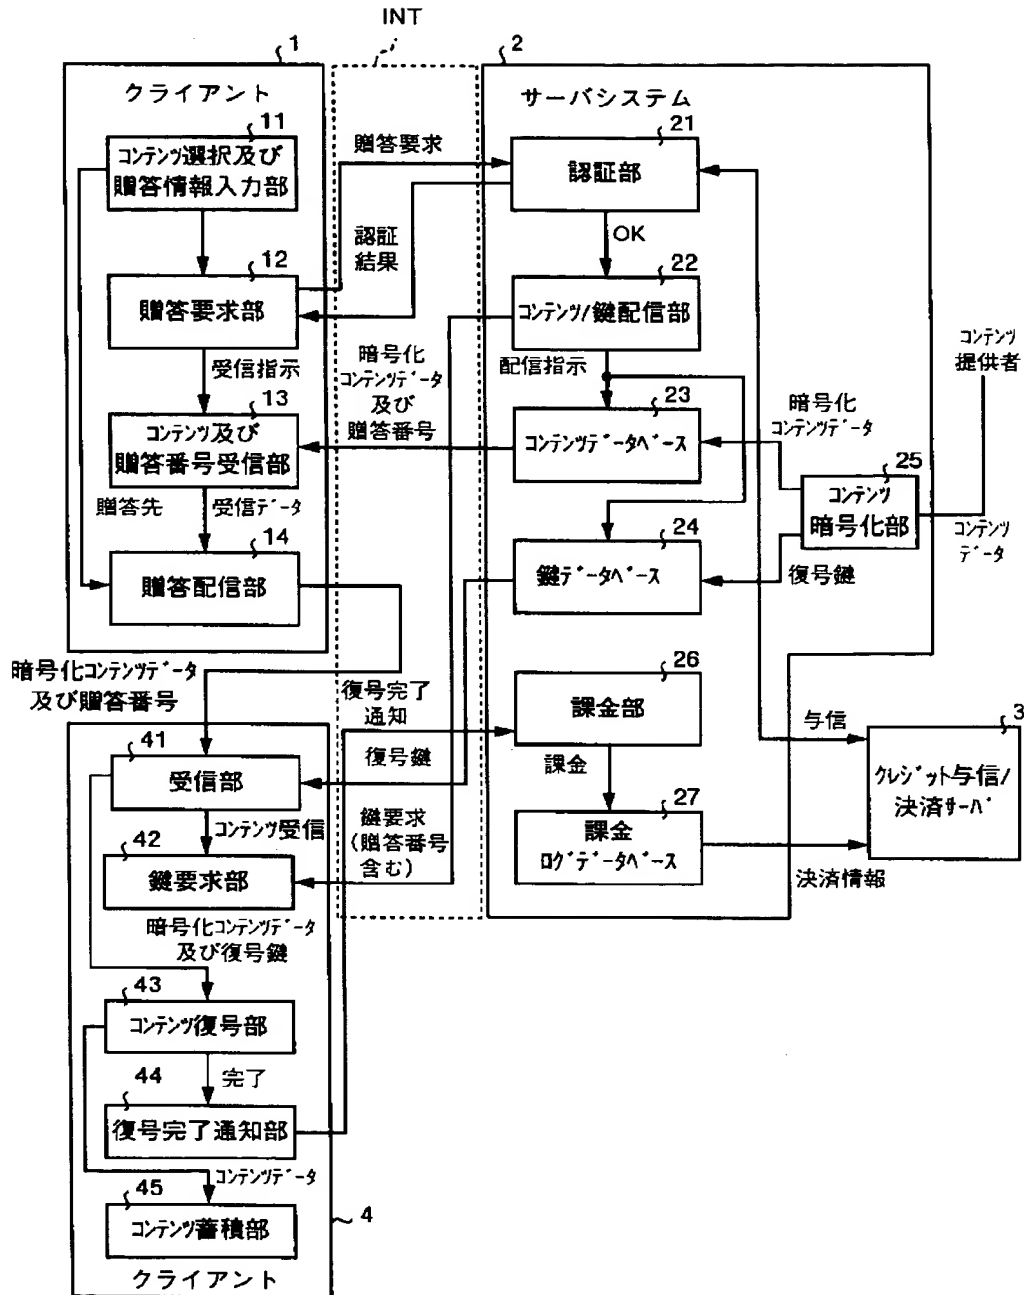 INT
1
クライアント
11
コンテンツ選択及び
贈答情報入力部
12
贈答要求部
受信指示
13
コンテンツ及び
贈答番号受信部
贈答先
受信データ
14
贈答配信部
贈答要求
認証
結果
暗号化
コンテンツデータ
及び
贈答番号
2
サーバシステム
21
認証部
OK
22
コンテンツ/鍵配信部
配信指示
23
コンテンツデータベース
24
鍵データベース
暗号化
コンテンツデータ
25
コンテンツ
暗号化部
復号鍵
コンテンツ
提供者
コンテンツ
データ
26
課金部
課金
27
課金
ログデータベース
与信
3
クレジット与信/
決済サーバ
決済情報
暗号化コンテンツデータ
及び贈答番号
復号完了
通知
復号鍵
鍵要求
(贈答番号
含む)
41
受信部
コンテンツ受信
42
鍵要求部
暗号化コンテンツデータ
及び復号鍵
43
コンテンツ復号部
完了
44
復号完了通知部
コンテンツデータ
45
コンテンツ蓄積部
4
クライアント